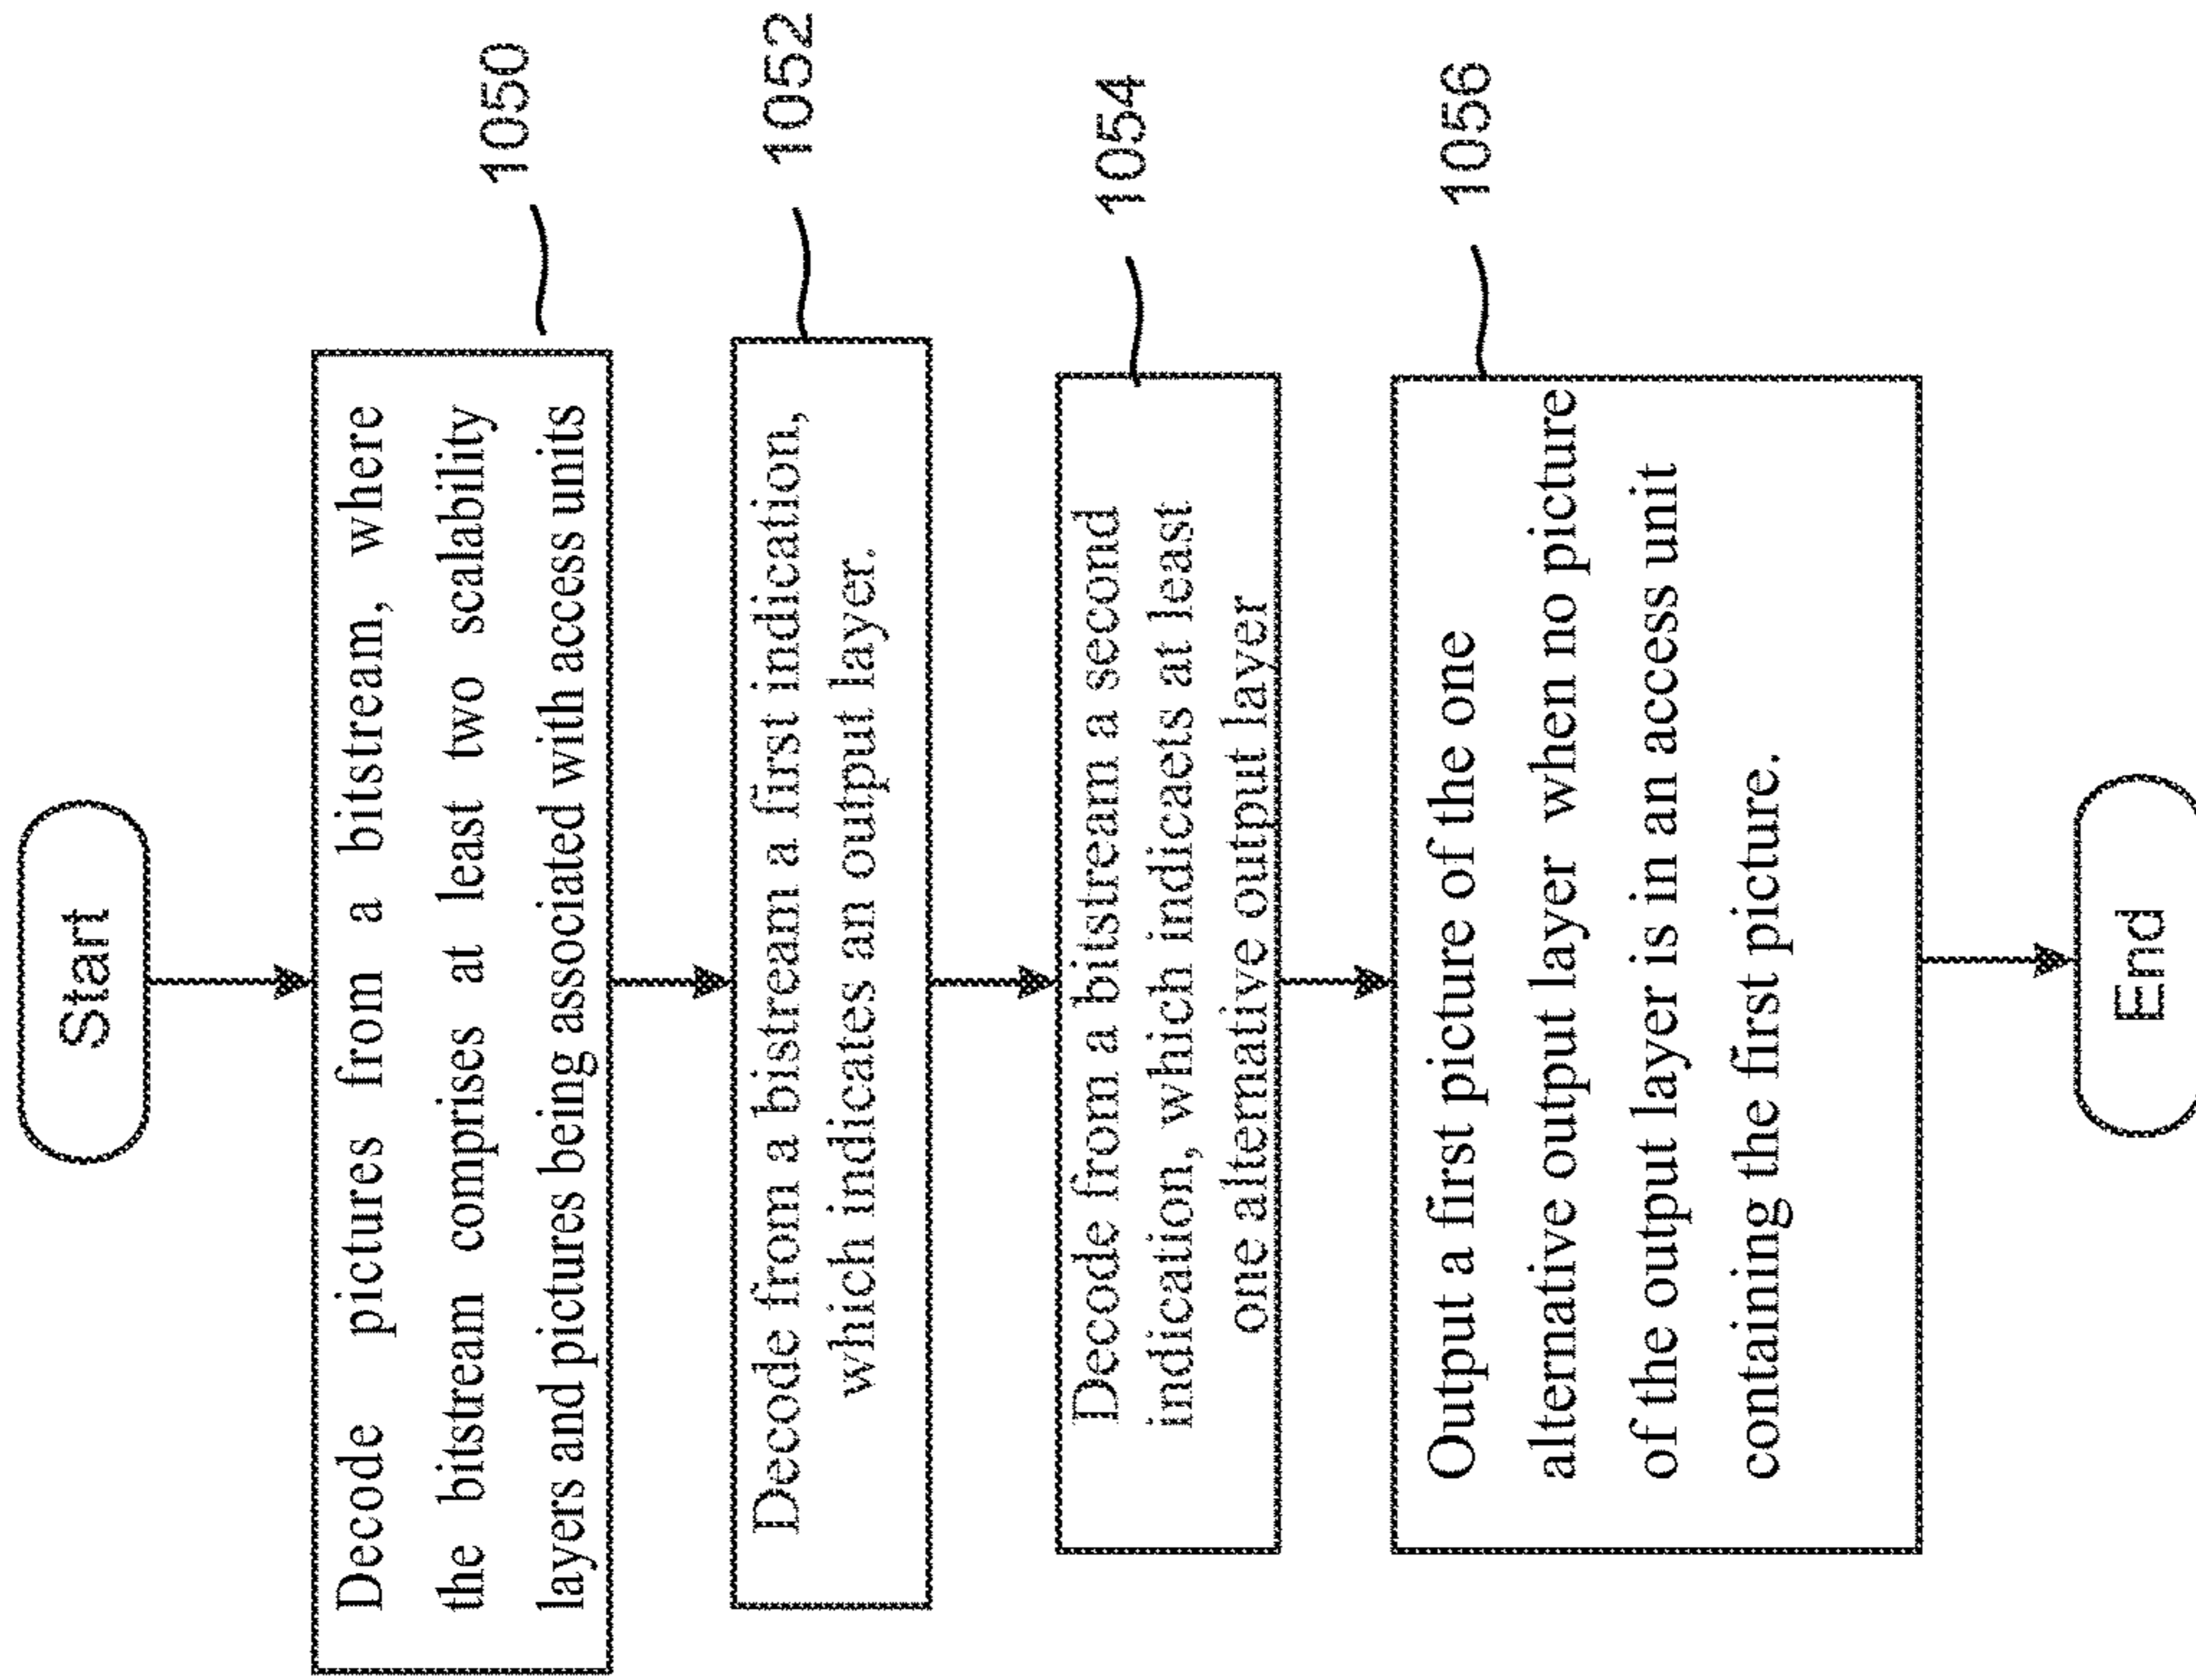 Start
Decode pictures from a bitstream, where
the bitstream comprises at least two scalability
layers and pictures being associated with access units
1050
Decode from a bistream a first indication,
which indicates an output layer.
1052
Decode from a bitstream a second
indication, which indicaets at least
one alternative output layer
1054
Output a first picture of the one
alternative output layer when no picture
of the output layer is in an access unit
containing the first picture.
1056
End